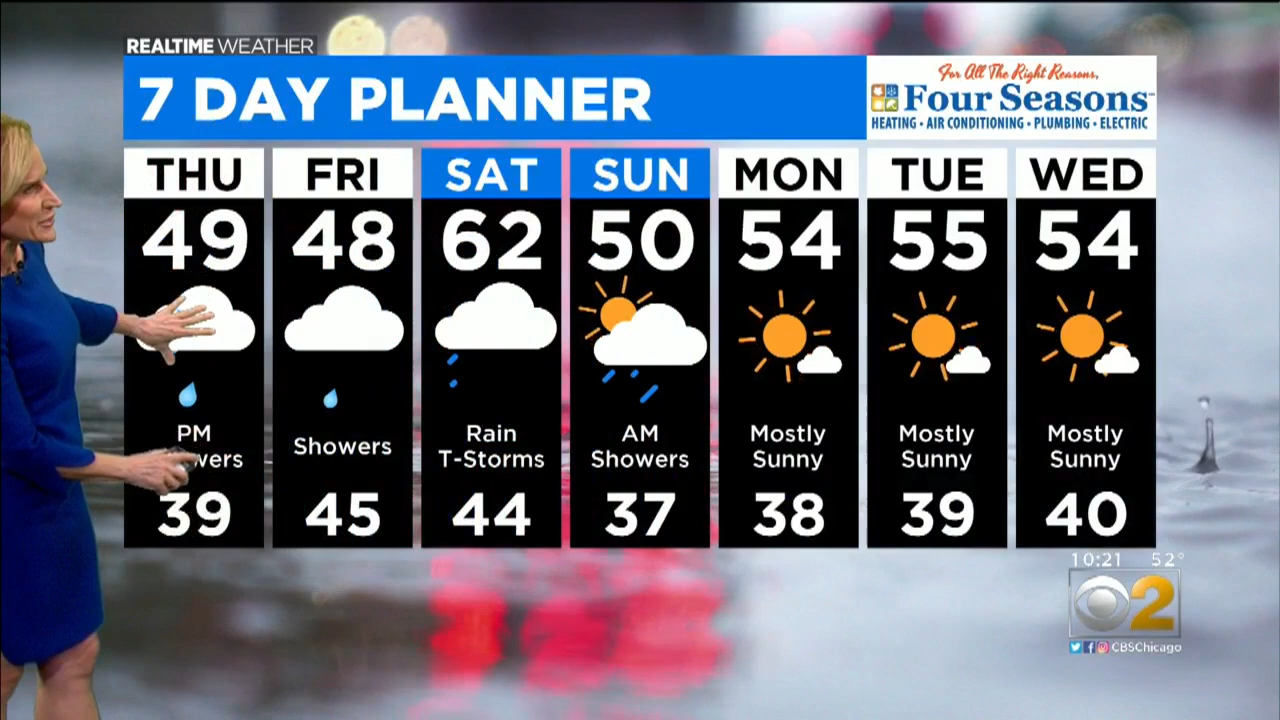 REALTIME WEATHER
7 DAY PLANNER
For All The Right Reasons,
Four Seasons™
HEATING • AIR CONDITIONING • PLUMBING • ELECTRIC
THU FRI SAT SUN MON TUE WED
49 48 62 50 54 55 54
PM
Showers
Rain
T-Storms
AM
Showers
Mostly
Sunny
Mostly
Sunny
Mostly
Sunny
39 45 44 37 38 39 40
10:21 52°
2
CBSChicago